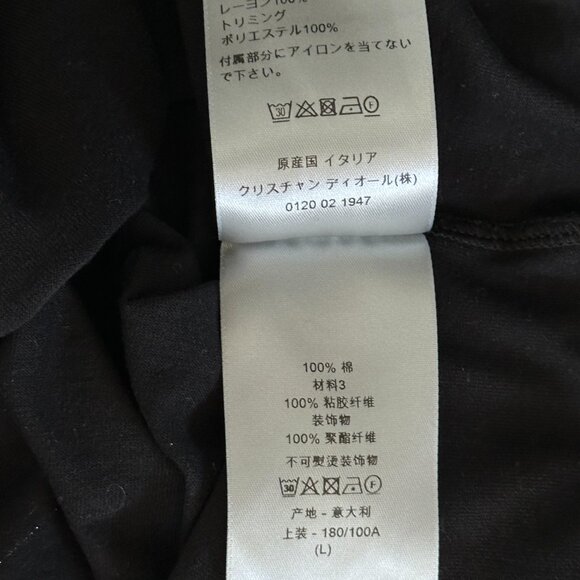 レーヨン100%
トリミング
ポリエステル100%
付属部分にアイロンを当てない
で下さい。
30 F
原産国 イタリア
クリスチャン ディオール(株)
0120 02 1947
100% 棉
材料3
100% 粘胶纤维
装饰物
100% 聚酯纤维
不可熨烫装饰物
30 F
产地 - 意大利
上装 - 180/100A
(L)